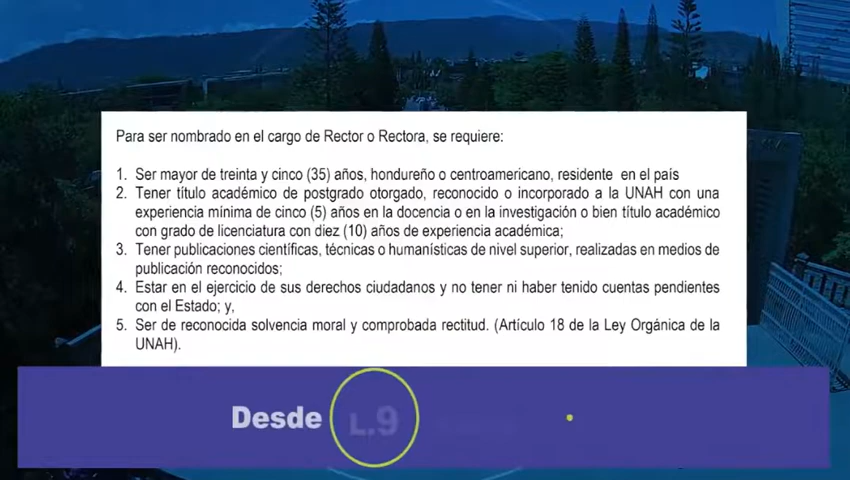 Para ser nombrado en el cargo de Rector o Rectora, se requiere:
1. Ser mayor de treinta y cinco (35) años, hondureño o centroamericano, residente en el país
2. Tener título académico de postgrado otorgado, reconocido o incorporado a la UNAH con una
experiencia mínima de cinco (5) años en la docencia o en la investigación o bien título académico
con grado de licenciatura con diez (10) años de experiencia académica;
3. Tener publicaciones científicas, técnicas o humanísticas de nivel superior, realizadas en medios de
publicación reconocidos;
4. Estar en el ejercicio de sus derechos ciudadanos y no tener ni haber tenido cuentas pendientes
con el Estado; y,
5. Ser de reconocida solvencia moral y comprobada rectitud. (Artículo 18 de la Ley Orgánica de la
UNAH).
Desde L.9